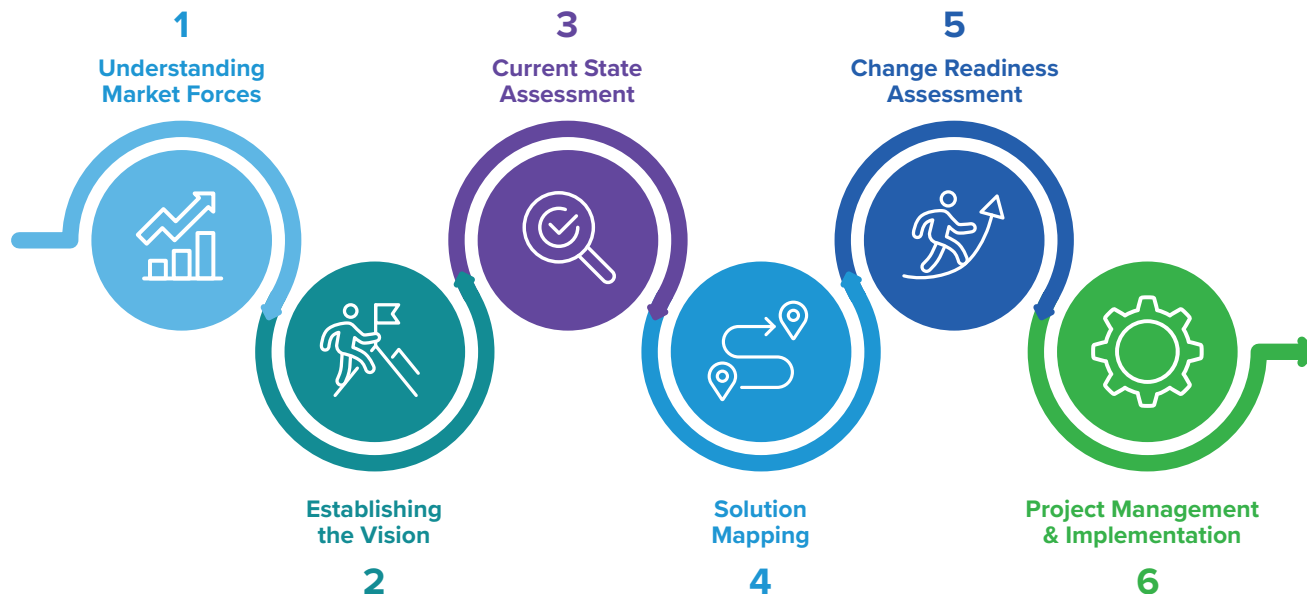 1
Understanding
Market Forces
Establishing
the Vision
2
3
Current State
Assessment
Solution
Mapping
4
5
Change Readiness
Assessment
Project Management
& Implementation
6